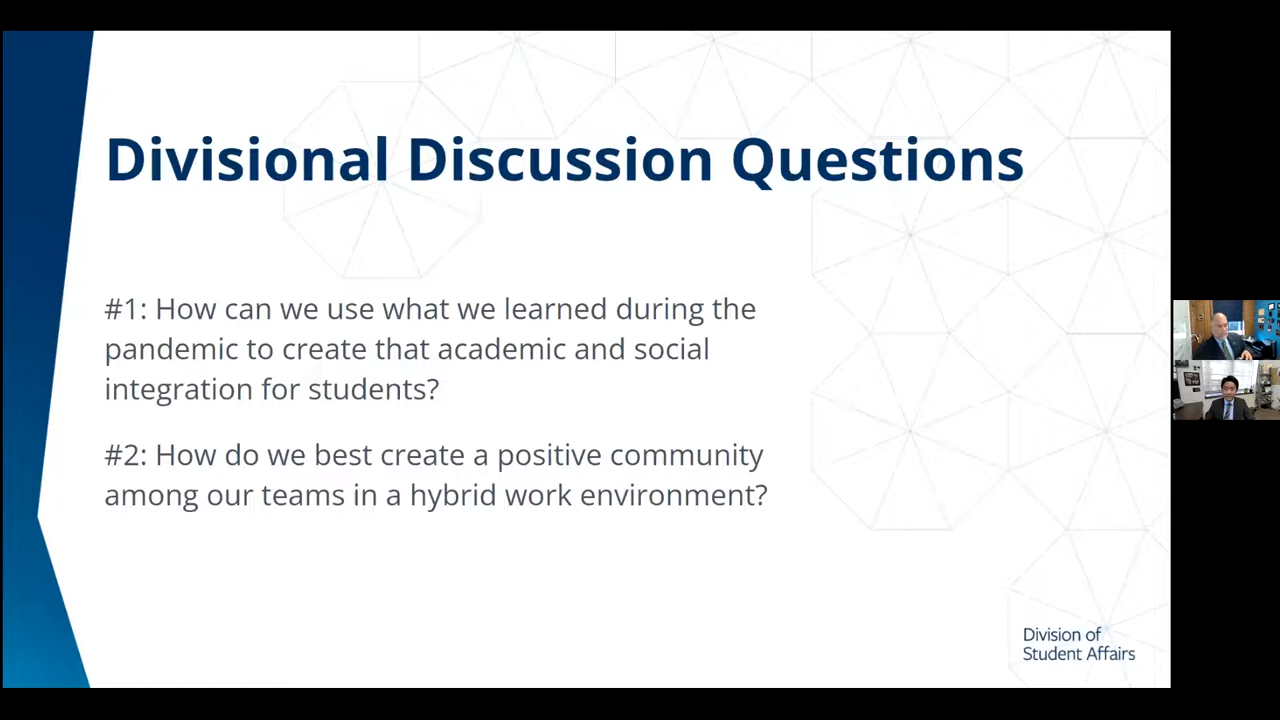 Divisional Discussion Questions
#1: How can we use what we learned during the
pandemic to create that academic and social
integration for students?
#2: How do we best create a positive community
among our teams in a hybrid work environment?
Division of
Student Affairs